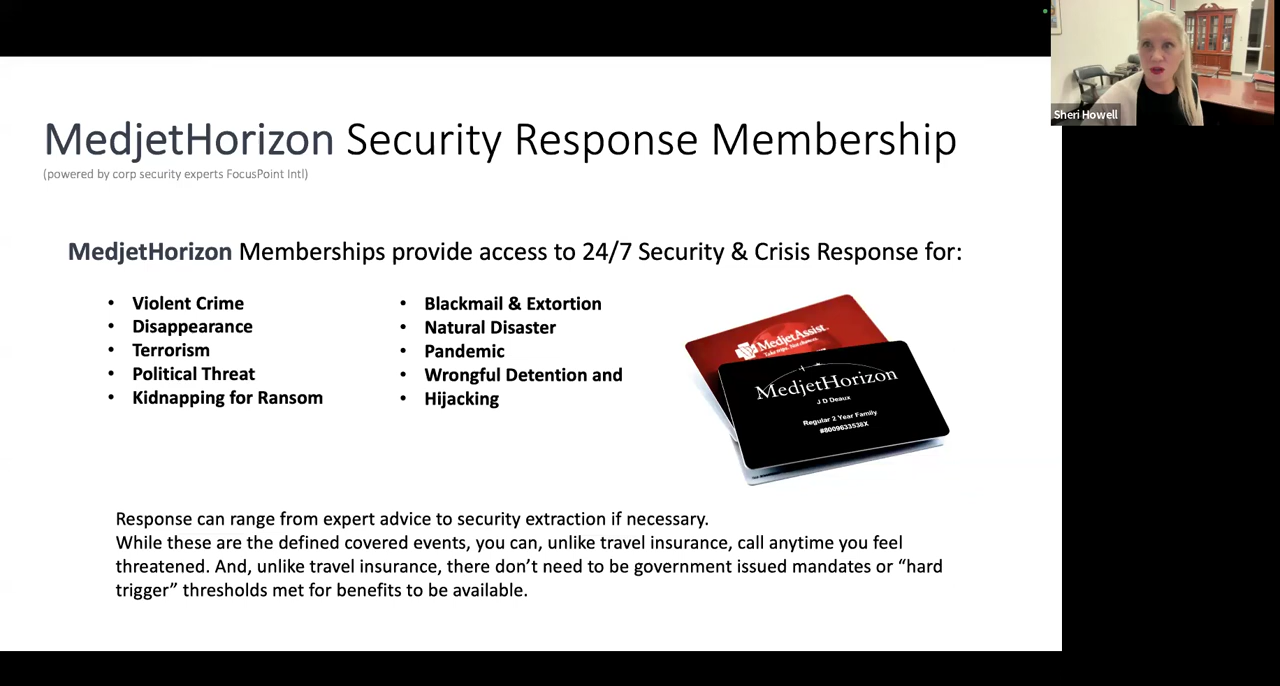 Sheri Howell
MedjetHorizon Security Response Membership
(powered by corp security experts FocusPoint Intl)
MedjetHorizon Memberships provide access to 24/7 Security & Crisis Response for:
• Violent Crime
• Disappearance
• Terrorism
• Political Threat
• Kidnapping for Ransom
• Blackmail & Extortion
• Natural Disaster
• Pandemic
• Wrongful Detention and
• Hijacking
MedjetAssist
Take trips. Not chances.
MedjetHorizon
J D Deaux
Regular 2 Year Family
#8009633538X
Response can range from expert advice to security extraction if necessary.
While these are the defined covered events, you can, unlike travel insurance, call anytime you feel
threatened. And, unlike travel insurance, there don’t need to be government issued mandates or “hard
trigger” thresholds met for benefits to be available.